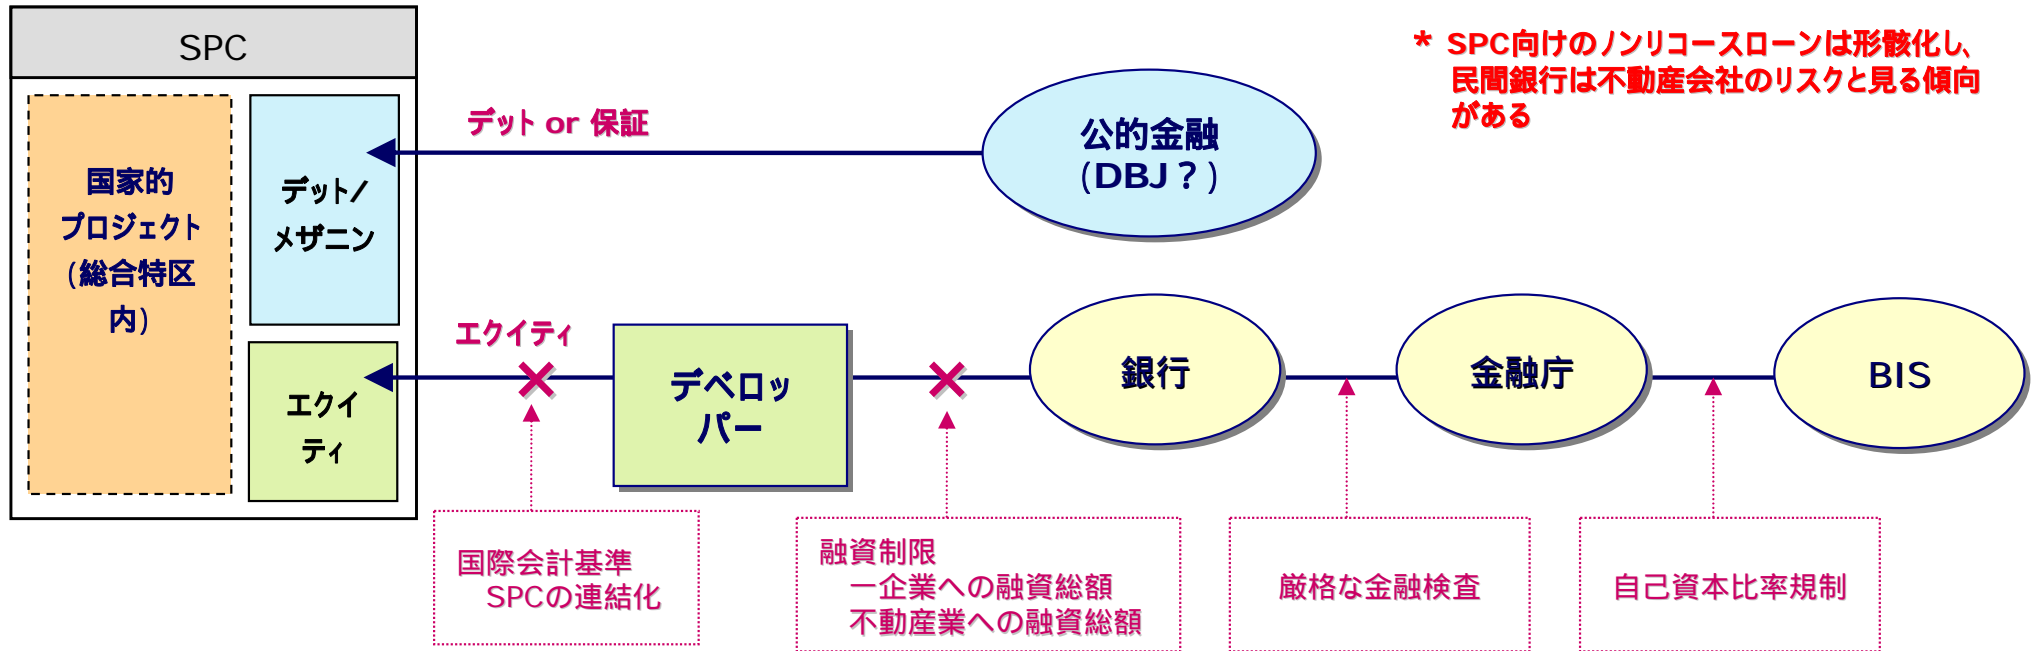 SPC
* SPC向けのノンリコースローンは形骸化し、
民間銀行は不動産会社のリスクと見る傾向
がある
デット or 保証
公的金融
(DBJ？)
国家的
プロジェクト
(総合特区
内)
デット/
メザニン
エクイティ
エクイ
ティ
デベロッ
パー
銀行
金融庁
BIS
国際会計基準
SPCの連結化
融資制限
一企業への融資総額
不動産業への融資総額
厳格な金融検査
自己資本比率規制